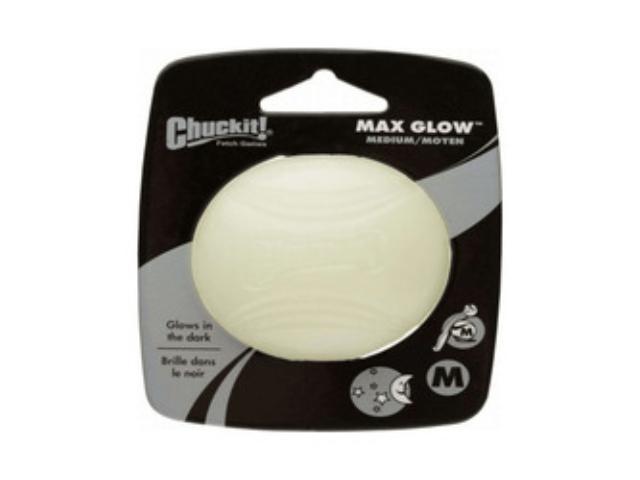 Chuckit!®
Fetch Games
MAX GLOW™
MEDIUM/MOYEN
Glows in
the dark
Brille dans
le noir
M
M